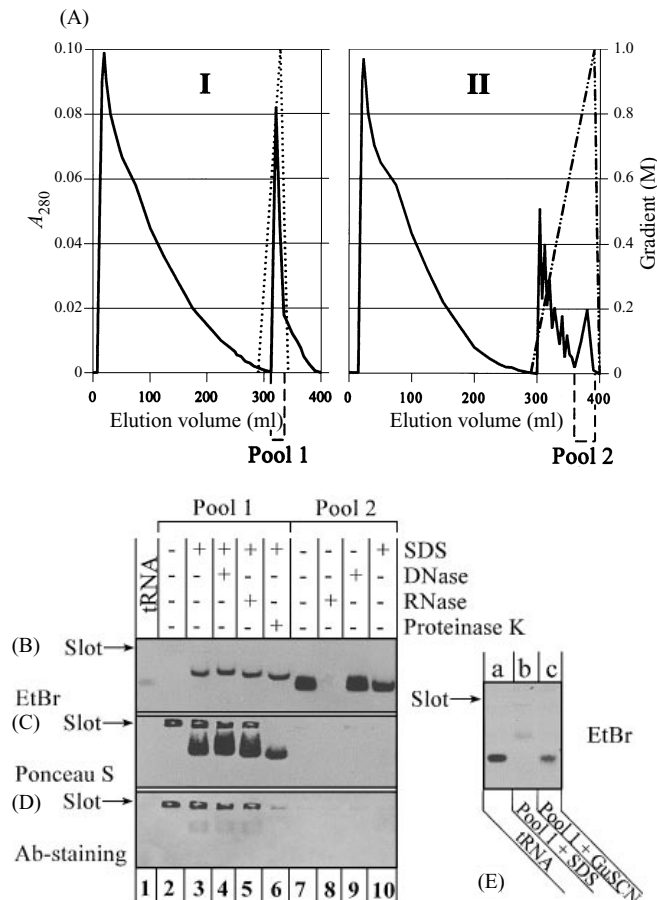 (A)
0.10
0.08
0.06
0.04
0.02
0
A280
I
0 100 200 300 400
Elution volume (ml)
Pool 1
II
1.0
0.8
0.6
0.4
0.2
0
Gradient (M)
0 100 200 300 400
Elution volume (ml)
Pool 2
Pool 1 Pool 2
tRNA
- + + + + - - - + SDS
- - + - - - - + - DNase
- - - + - - + - - RNase
- - - - + - - - - Proteinase K
(B) Slot
EtBr
(C) Slot
Ponceau S
(D) Slot
Ab-staining
1 2 3 4 5 6 7 8 9 10
a b c
Slot
EtBr
tRNA
Pool 1 + SDS
Pool 1 + GuSCN
(E)